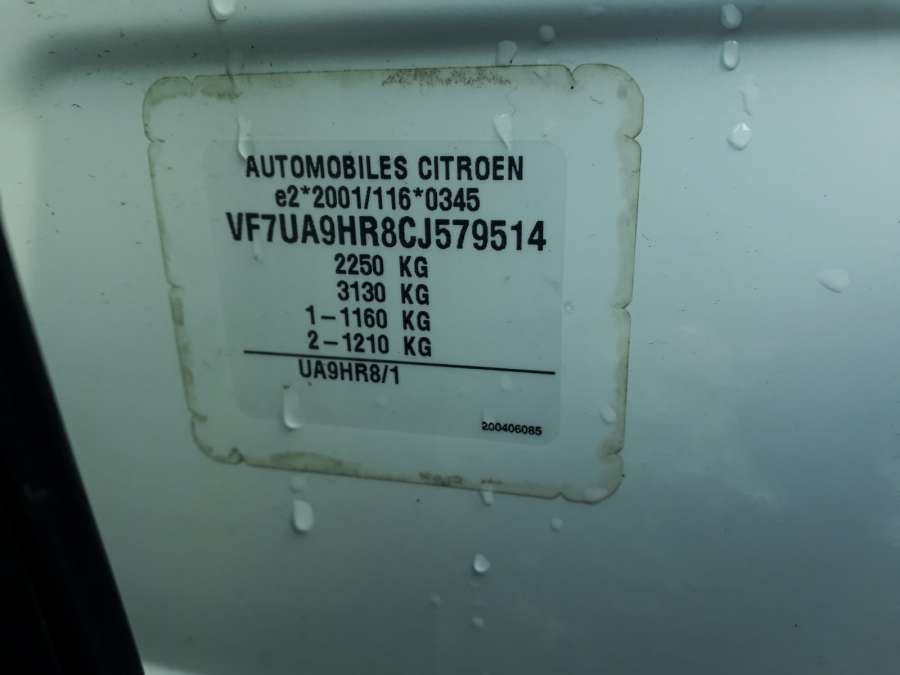 AUTOMOBILES CITROEN
e2*2001/116*0345
VF7UA9HR8CJ579514
2250 KG
3130 KG
1-1160 KG
2-1210 KG
UA9HR8/1
200406085